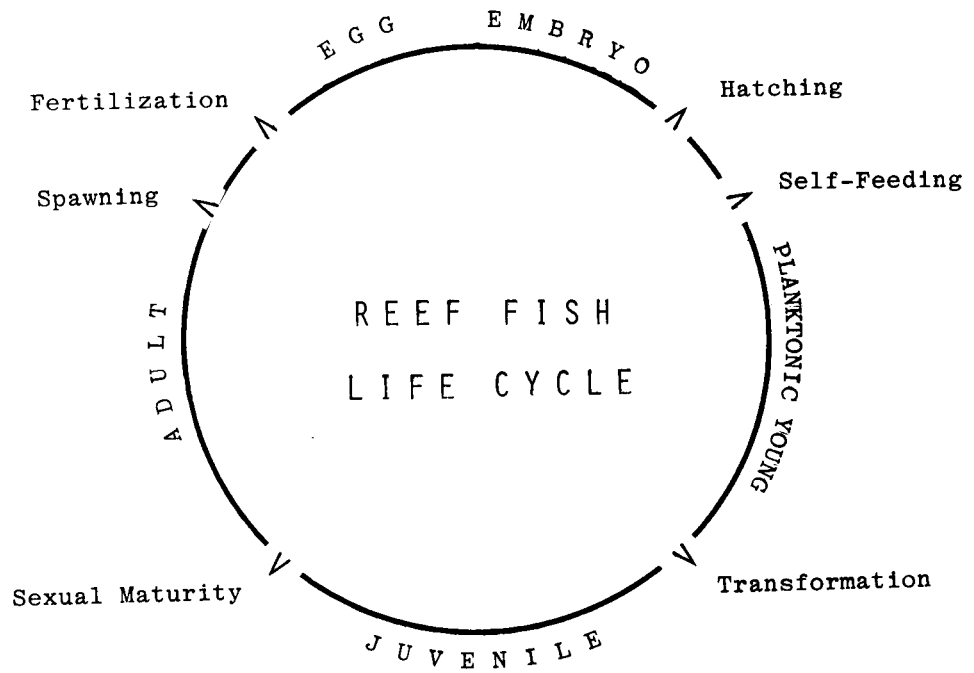 EGG EMBRYO
Fertilization
Hatching
Spawning
Self-Feeding
PLANKTONIC YOUNG
ADULT
REEF FISH
LIFE CYCLE
Sexual Maturity
Transformation
JUVENILE